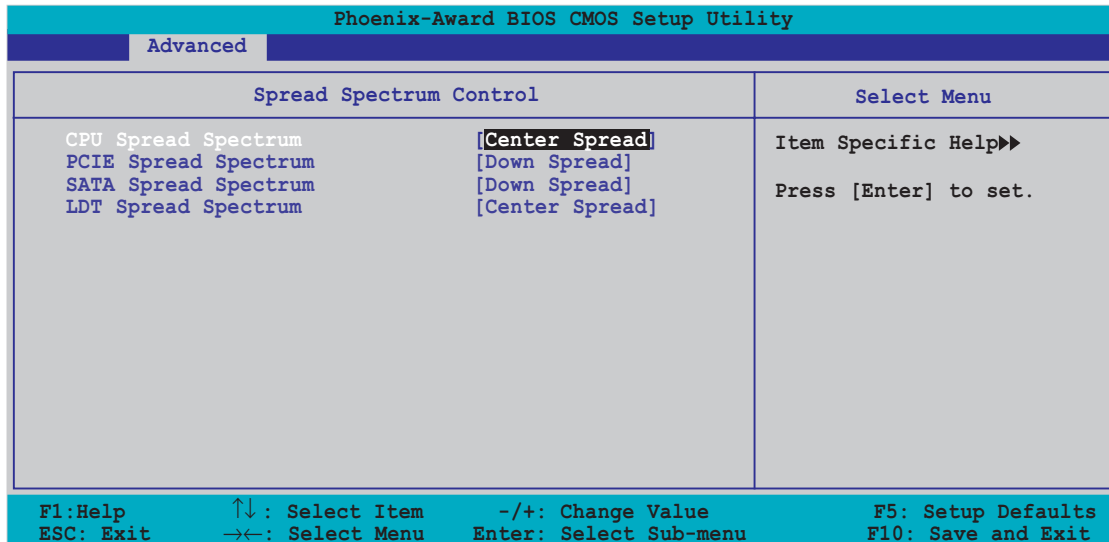 Phoenix-Award BIOS CMOS Setup Utility
Advanced
Spread Spectrum Control
Select Menu
CPU Spread Spectrum [Center Spread]
PCIE Spread Spectrum [Down Spread]
SATA Spread Spectrum [Down Spread]
LDT Spread Spectrum [Center Spread]
Item Specific Help▶▶
Press [Enter] to set.
F1:Help ↑↓: Select Item -/+: Change Value F5: Setup Defaults
ESC: Exit →←: Select Menu Enter: Select Sub-menu F10: Save and Exit